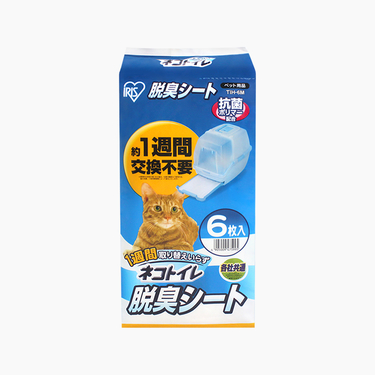 IRIS
脱臭シート
ペット用品
TIH-6M
抗菌
ポリマー
配合
約1週間
交換不要
6枚入
1週間取り替えいらず
ネコトイレ
各社共通
脱臭シート